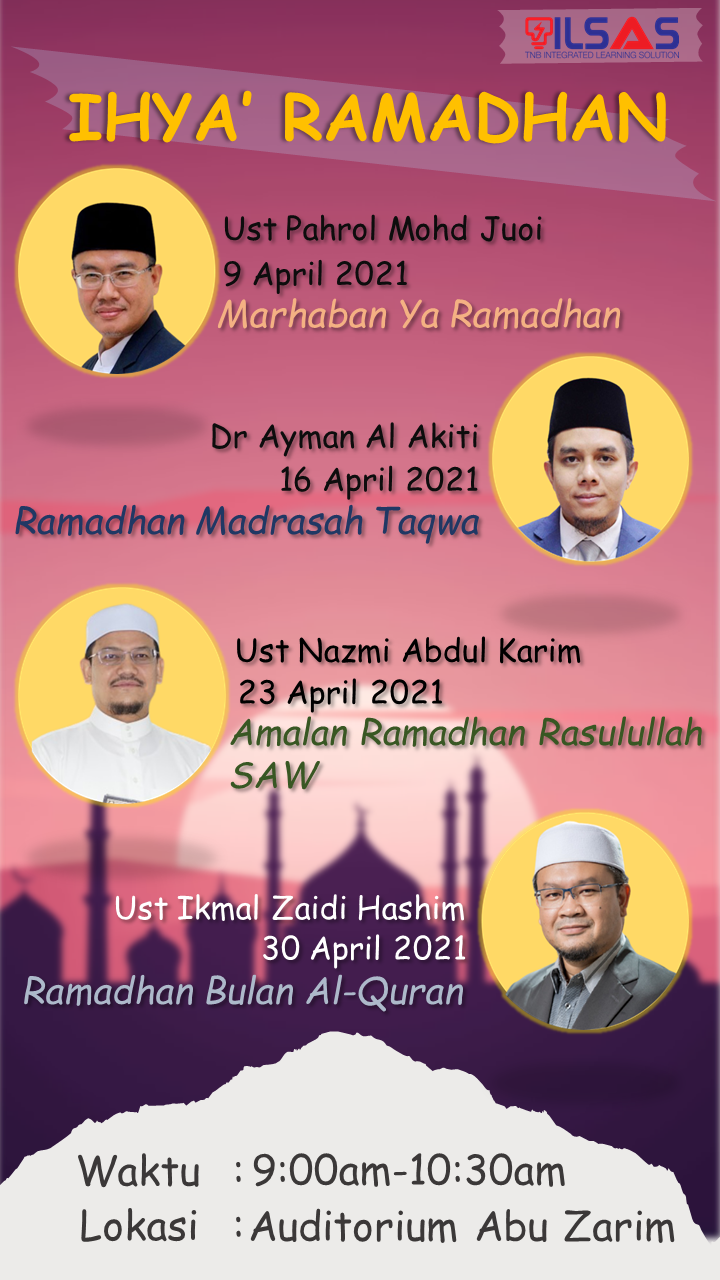 ILSAS
TNB INTEGRATED LEARNING SOLUTION
IHYA' RAMADHAN
Ust Pahrol Mohd Juoi
9 April 2021
Marhaban Ya Ramadhan
Dr Ayman Al Akiti
16 April 2021
Ramadhan Madrasah Taqwa
Ust Nazmi Abdul Karim
23 April 2021
Amalan Ramadhan Rasulullah
SAW
Ust Ikmal Zaidi Hashim
30 April 2021
Ramadhan Bulan Al-Quran
Waktu : 9:00am-10:30am
Lokasi : Auditorium Abu Zarim